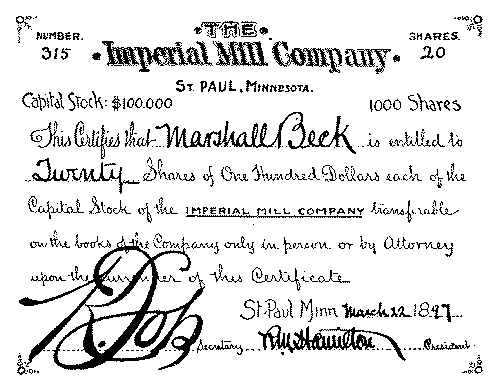 THE
NUMBER. SHARES.
315 Imperial Mill Company. 20
ST. PAUL, MINNESOTA.
Capital Stock: $100.000 1000 Shares
This Certifies that Marshall Beck is entitled to
Twenty Shares of One Hundred Dollars each of the
Capital Stock of the IMPERIAL MILL COMPANY transferable
on the books of the Company only in person or by Attorney
upon the surrender of this Certificate
St. Paul Minn March 22 1897
Secretary R.M. Hamilton President